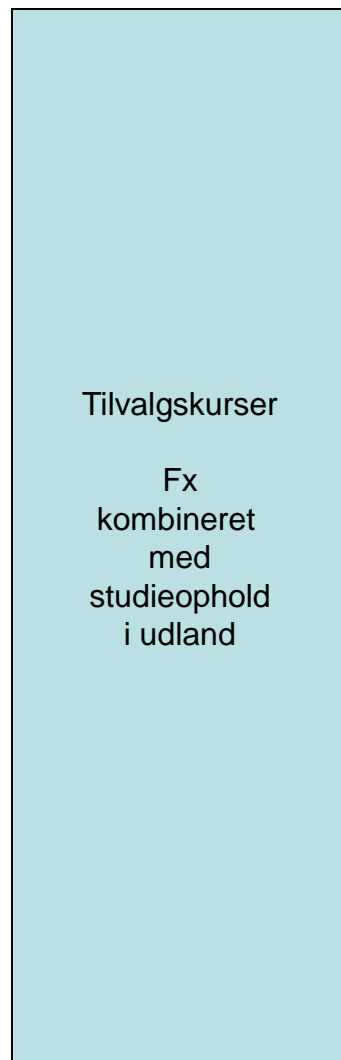 Tilvalgskurser
Fx
kombineret
med
studieophold
i udland